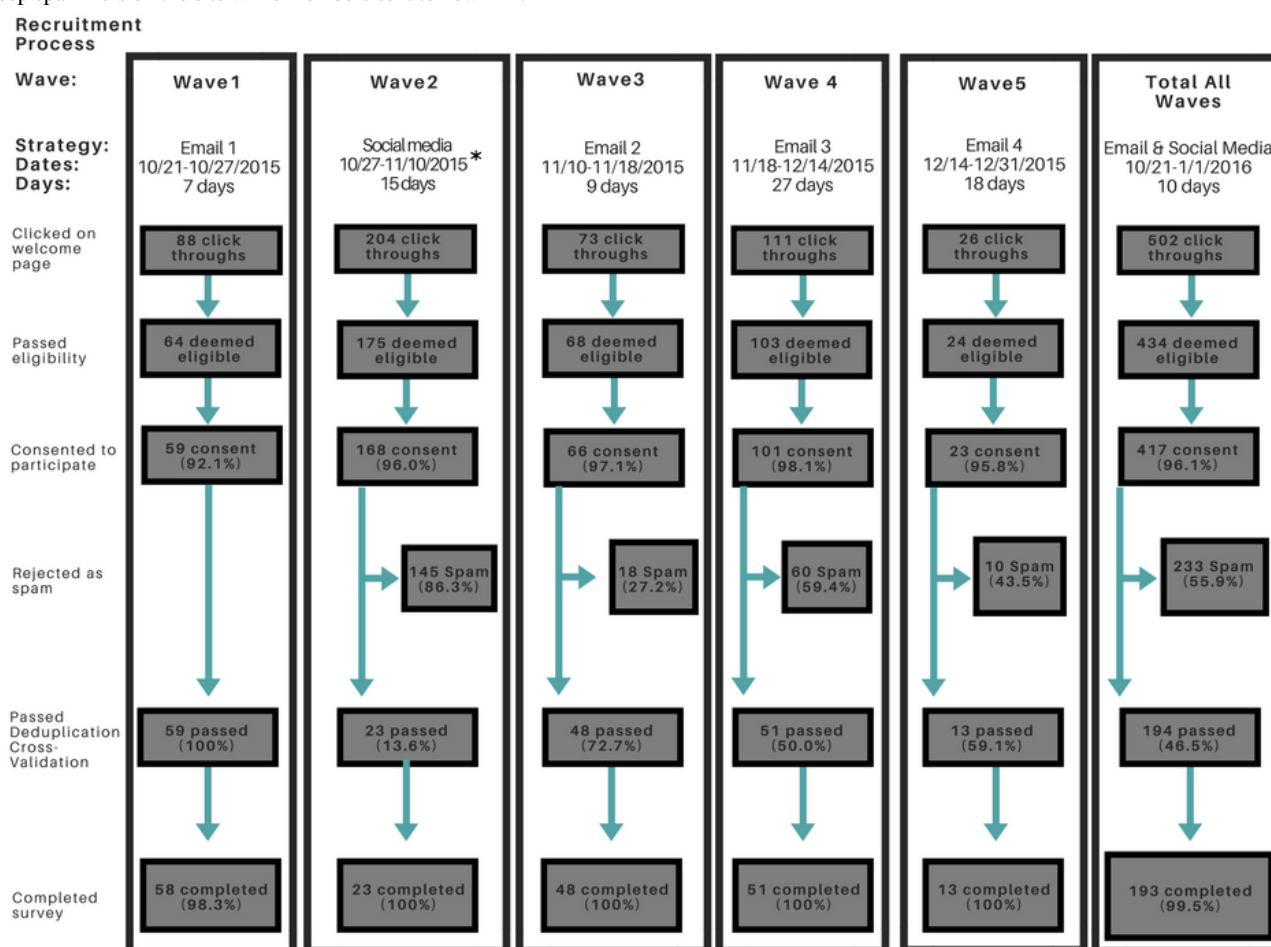 Recruitment
Process
Wave:
Wave1
Wave2
Wave3
Wave 4
Wave5
Total All
Waves
Strategy:
Dates:
Days:
Email 1
10/21-10/27/2015
7 days
Social media
10/27-11/10/2015 *
15 days
Email 2
11/10-11/18/2015
9 days
Email 3
11/18-12/14/2015
27 days
Email 4
12/14-12/31/2015
18 days
Email & Social Media
10/21-1/1/2016
10 days
Clicked on
welcome
page
88 click
throughs
204 click
throughs
73 click
throughs
111 click
throughs
26 click
throughs
502 click
throughs
Passed
eligibility
64 deemed
eligible
175 deemed
eligible
68 deemed
eligible
103 deemed
eligible
24 deemed
eligible
434 deemed
eligible
Consented to
participate
59 consent
(92.1%)
168 consent
(96.0%)
66 consent
(97.1%)
101 consent
(98.1%)
23 consent
(95.8%)
417 consent
(96.1%)
Rejected as
spam
145 Spam
(86.3%)
18 Spam
(27.2%)
60 Spam
(59.4%)
10 Spam
(43.5%)
233 Spam
(55.9%)
Passed
Deduplication
Cross-
Validation
59 passed
(100%)
23 passed
(13.6%)
48 passed
(72.7%)
51 passed
(50.0%)
13 passed
(59.1%)
194 passed
(46.5%)
Completed
survey
58 completed
(98.3%)
23 completed
(100%)
48 completed
(100%)
51 completed
(100%)
13 completed
(100%)
193 completed
(99.5%)